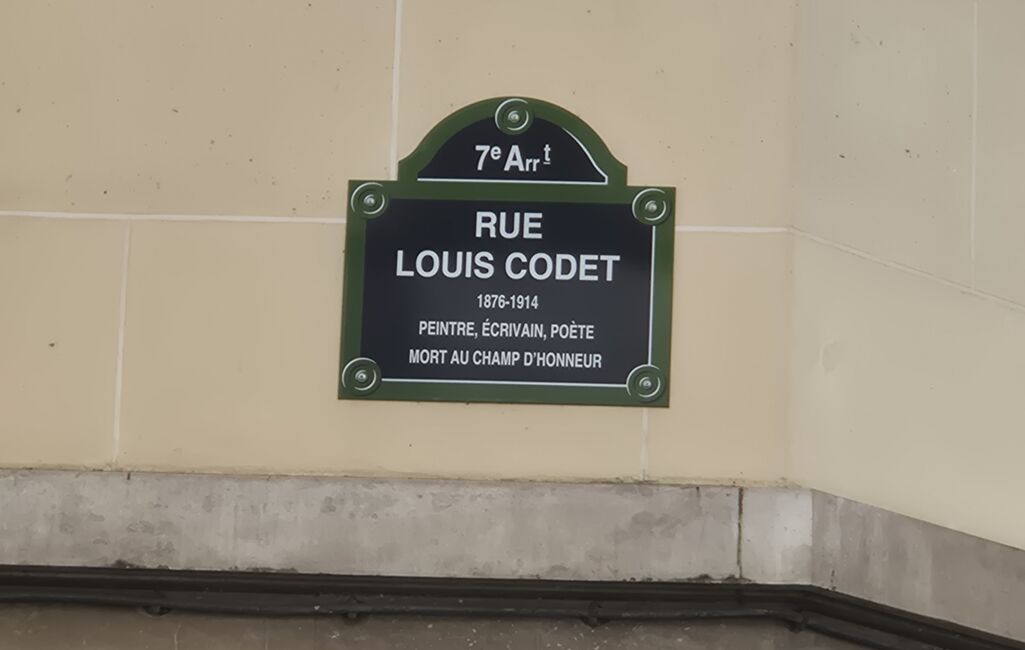 7e Arrt
RUE
LOUIS CODET
1876-1914
PEINTRE, ÉCRIVAIN, POÈTE
MORT AU CHAMP D'HONNEUR